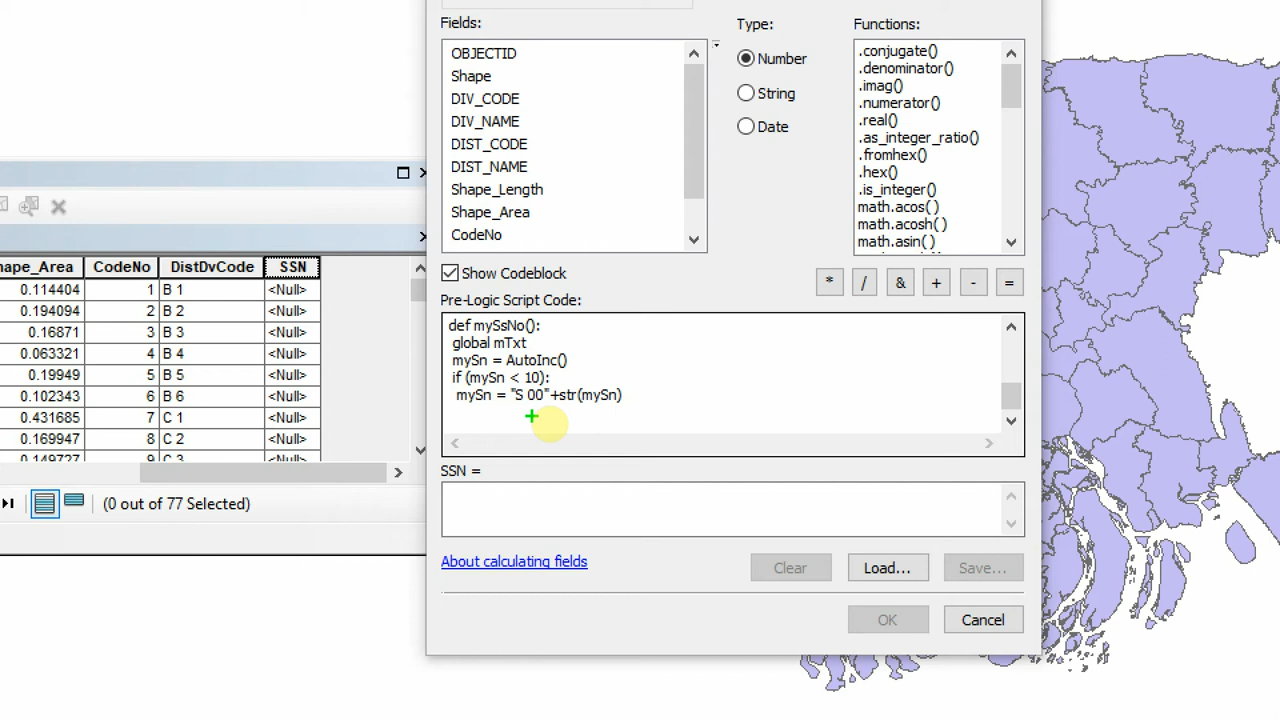 Fields:
Type:
Functions:
OBJECTID
Shape
DIV_CODE
DIV_NAME
DIST_CODE
DIST_NAME
Shape_Length
Shape_Area
CodeNo
Number
String
Date
.conjugate()
.denominator()
.imag()
.numerator()
.real()
.as_integer_ratio()
.fromhex()
.hex()
.is_integer()
math.acos( )
math.acosh( )
math.asin( )
Show Codeblock
* / & + - =
Pre-Logic Script Code:
def mySsNo():
global mTxt
mySn = AutoInc()
if (mySn < 10):
mySn = "S 00"+str(mySn)
SSN =
About calculating fields
Clear
Load...
Save...
OK
Cancel
hape_Area CodeNo DistDvCode SSN
0.114404 1 B 1 <Null>
0.194094 2 B 2 <Null>
0.16871 3 B 3 <Null>
0.063321 4 B 4 <Null>
0.19949 5 B 5 <Null>
0.102343 6 B 6 <Null>
0.431685 7 C 1 <Null>
0.169947 8 C 2 <Null>
0.149727 9 C 3 <Null>
(0 out of 77 Selected)